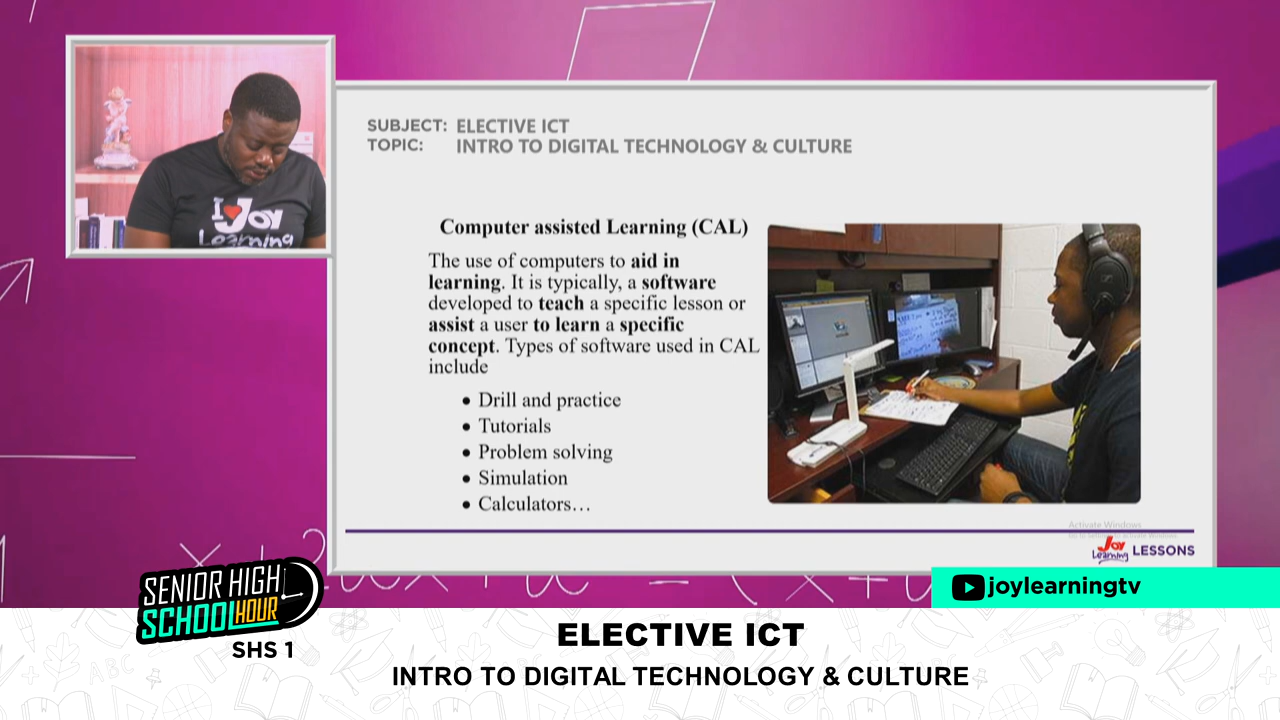 SUBJECT: ELECTIVE ICT
TOPIC: INTRO TO DIGITAL TECHNOLOGY & CULTURE
I JOY
Learning
Computer assisted Learning (CAL)
The use of computers to aid in
learning. It is typically, a software
developed to teach a specific lesson or
assist a user to learn a specific
concept. Types of software used in CAL
include
• Drill and practice
• Tutorials
• Problem solving
• Simulation
• Calculators…
Activate Windows
Joy Learning LESSONS
joylearningtv
SENIOR HIGH
SCHOOL HOUR
SHS 1
ELECTIVE ICT
INTRO TO DIGITAL TECHNOLOGY & CULTURE